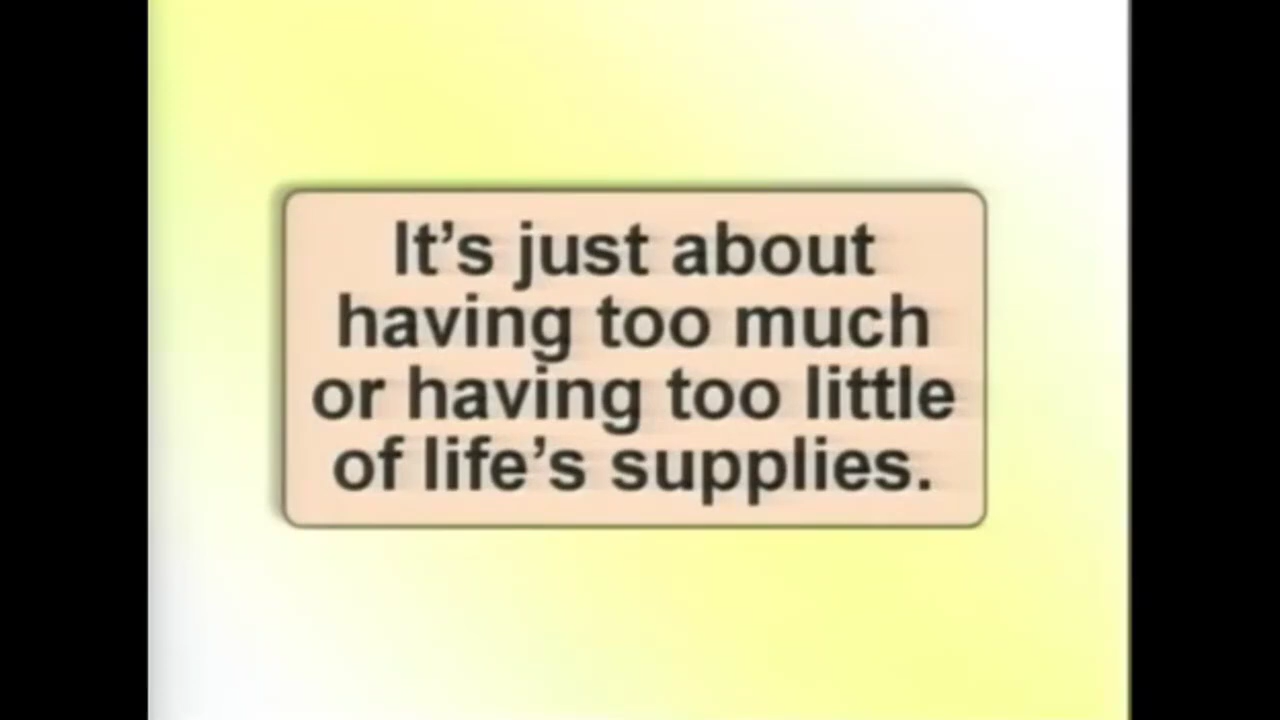 It’s just about
having too much
or having too little
of life’s supplies.